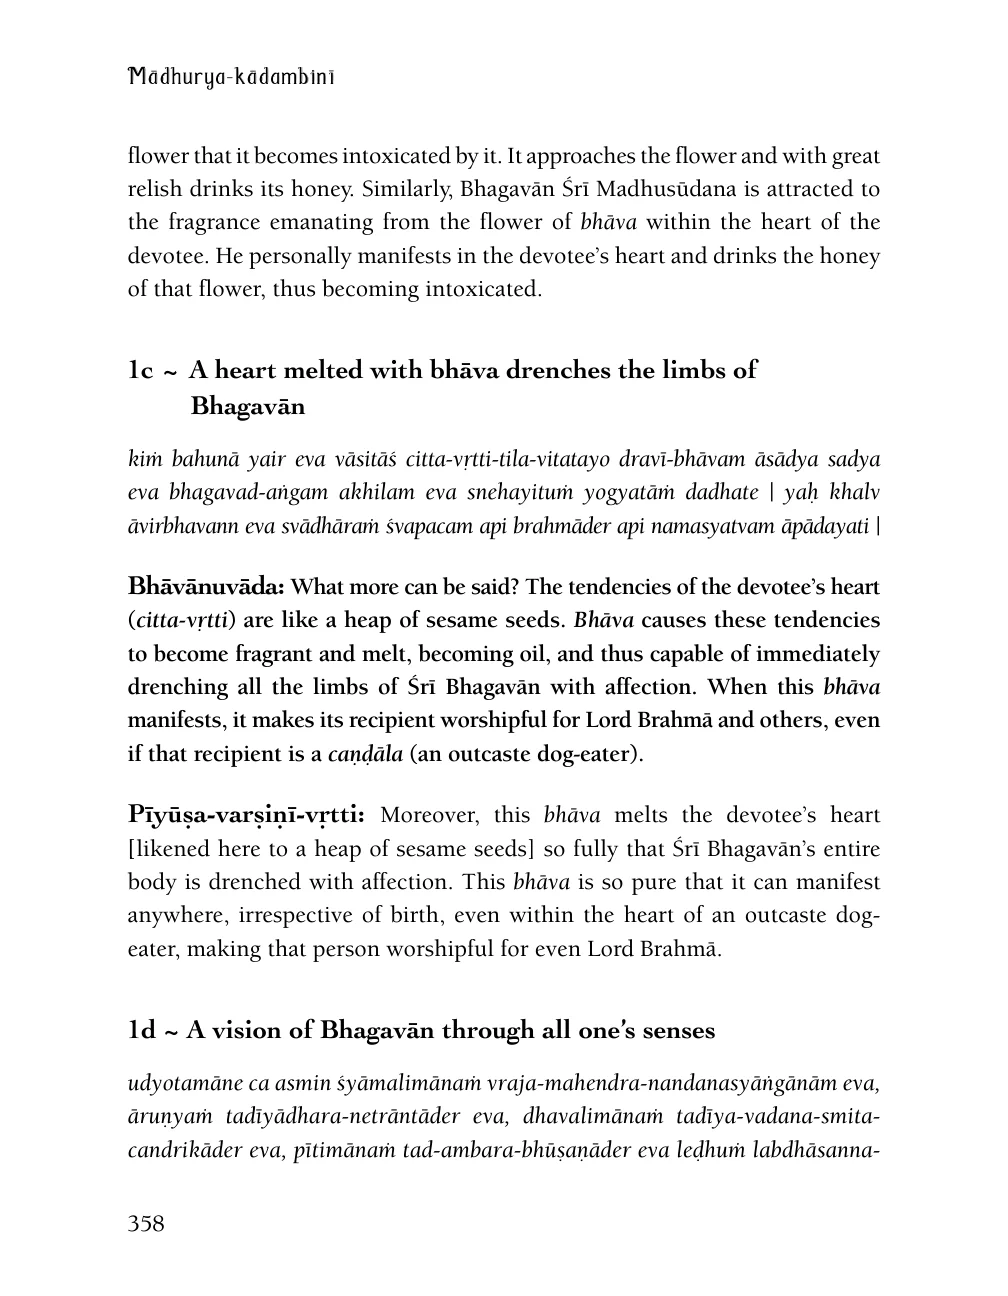 Mādhurya-kādambinī
flower that it becomes intoxicated by it. It approaches the flower and with great
relish drinks its honey. Similarly, Bhagavān Śrī Madhusūdana is attracted to
the fragrance emanating from the flower of bhāva within the heart of the
devotee. He personally manifests in the devotee’s heart and drinks the honey
of that flower, thus becoming intoxicated.
1c ~ A heart melted with bhāva drenches the limbs of
Bhagavān
kiṁ bahunā yair eva vāsitāś citta-vṛtti-tila-vitatayo dravī-bhāvam āsādya sadya
eva bhagavad-aṅgam akhilam eva snehayituṁ yogyatāṁ dadhate | yaḥ khalv
āvirbhavann eva svādhāraṁ śvapacam api brahmāder api namasyatvam āpādayati |
Bhāvānuvāda: What more can be said? The tendencies of the devotee’s heart
(citta-vṛtti) are like a heap of sesame seeds. Bhāva causes these tendencies
to become fragrant and melt, becoming oil, and thus capable of immediately
drenching all the limbs of Śrī Bhagavān with affection. When this bhāva
manifests, it makes its recipient worshipful for Lord Brahmā and others, even
if that recipient is a caṇḍāla (an outcaste dog-eater).
Pīyūṣa-varṣiṇī-vṛtti: Moreover, this bhāva melts the devotee’s heart
[likened here to a heap of sesame seeds] so fully that Śrī Bhagavān’s entire
body is drenched with affection. This bhāva is so pure that it can manifest
anywhere, irrespective of birth, even within the heart of an outcaste dog-
eater, making that person worshipful for even Lord Brahmā.
1d ~ A vision of Bhagavān through all one’s senses
udyotamāne ca asmin śyāmalimānaṁ vraja-mahendra-nandanasyāṅgānām eva,
āruṇyaṁ tadīyādhara-netrāntāder eva, dhavalimānaṁ tadīya-vadana-smita-
candrikāder eva, pītimānaṁ tad-ambara-bhūṣaṇāder eva leḍhuṁ labdhāsanna-
358